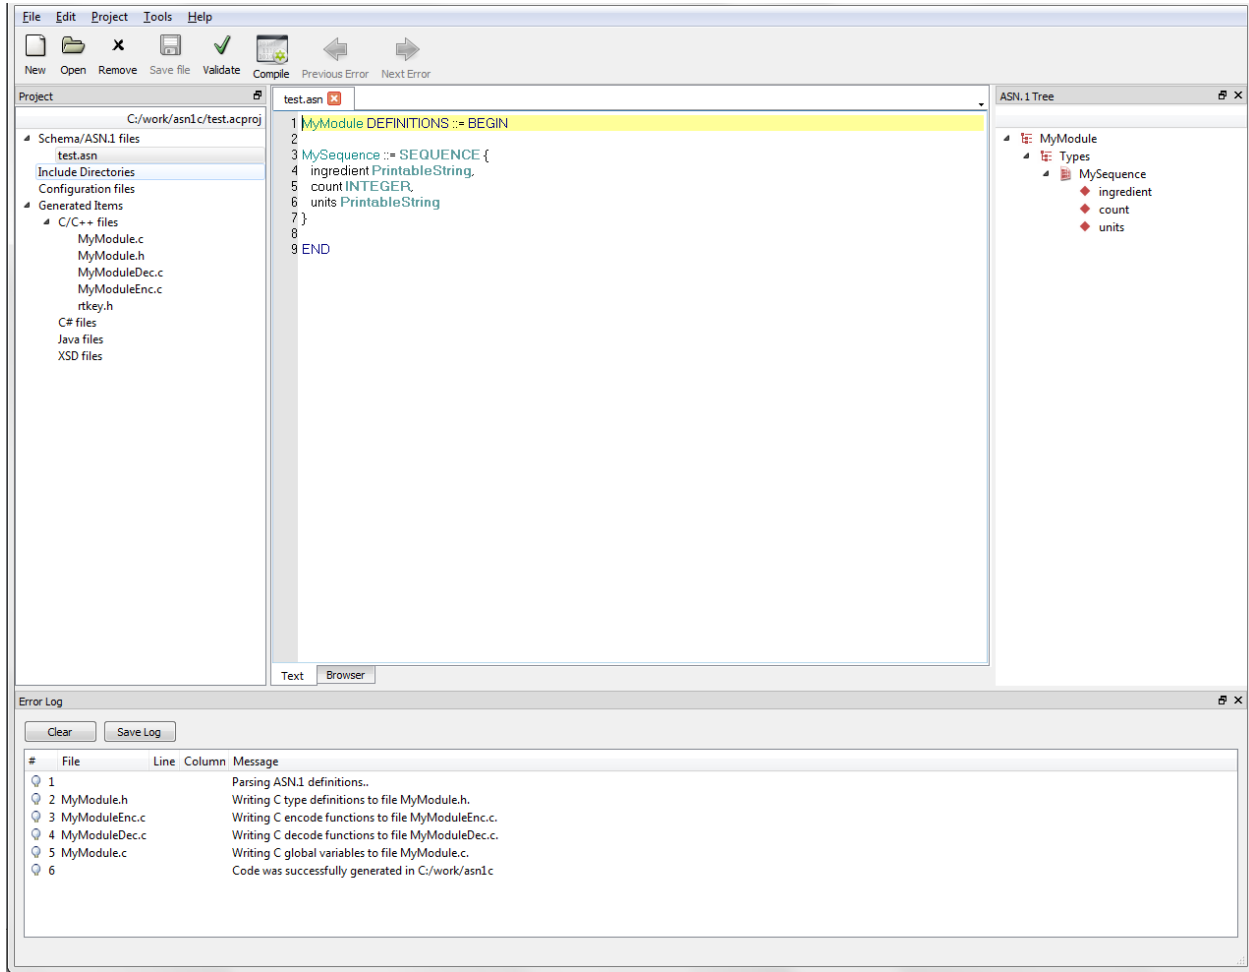 File Edit Project Tools Help
New Open Remove Save file Validate Compile Previous Error Next Error
Project
C:/work/asn1c/test.acproj
Schema/ASN.1 files
test.asn
Include Directories
Configuration files
Generated Items
C/C++ files
MyModule.c
MyModule.h
MyModuleDec.c
MyModuleEnc.c
rtkey.h
C# files
Java files
XSD files
test.asn
1 MyModule DEFINITIONS ::= BEGIN
2
3 MySequence ::= SEQUENCE {
4 ingredient PrintableString,
5 count INTEGER,
6 units PrintableString
7 }
8
9 END
Text Browser
ASN.1 Tree
MyModule
Types
MySequence
ingredient
count
units
Error Log
Clear Save Log
# File Line Column Message
1 Parsing ASN.1 definitions..
2 MyModule.h Writing C type definitions to file MyModule.h.
3 MyModuleEnc.c Writing C encode functions to file MyModuleEnc.c.
4 MyModuleDec.c Writing C decode functions to file MyModuleDec.c.
5 MyModule.c Writing C global variables to file MyModule.c.
6 Code was successfully generated in C:/work/asn1c